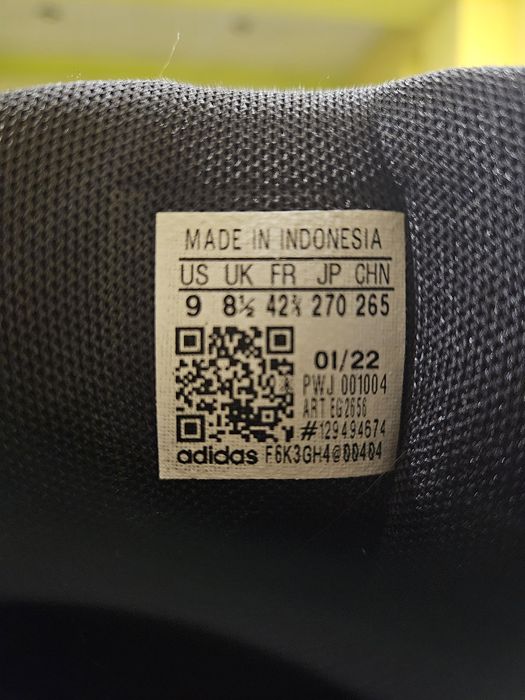 MADE IN INDONESIA
US UK FR JP CHN
9 8½ 42⅔ 270 265
01/22
PWJ 001004
ART EG2656
#129494674
adidas F6K3GH4@00404